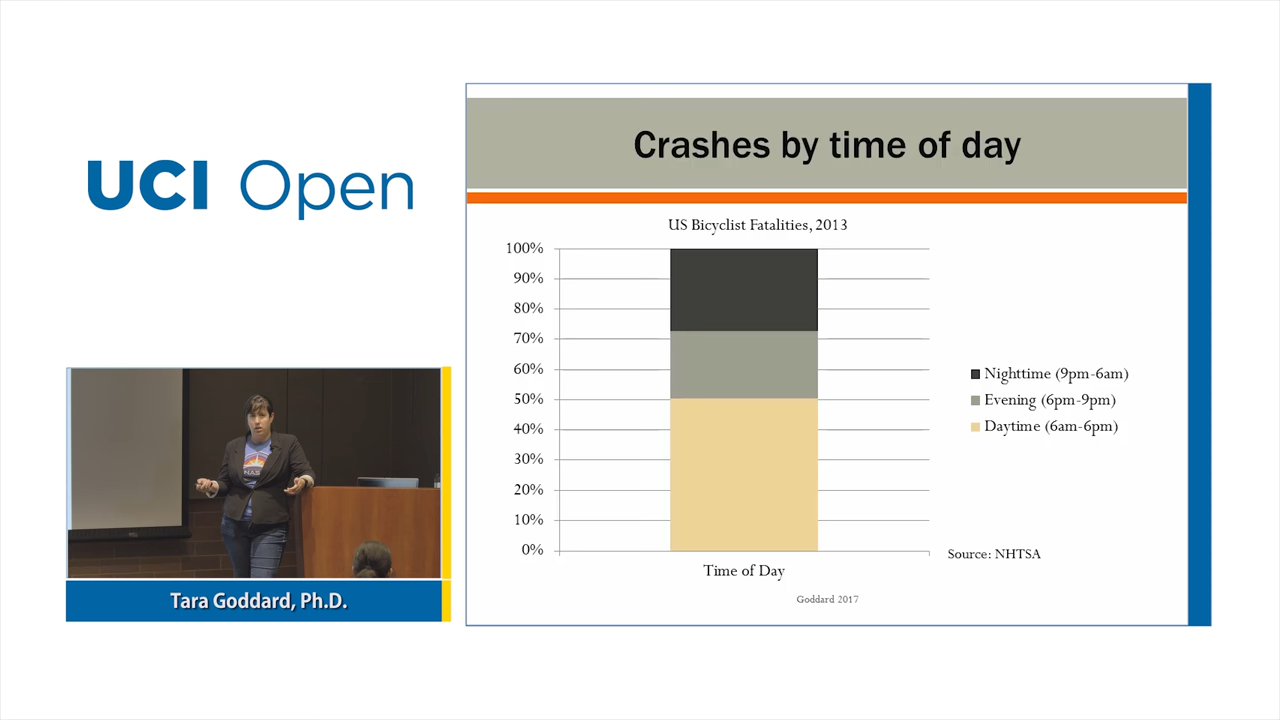 UCI Open
Crashes by time of day
US Bicyclist Fatalities, 2013
100%
90%
80%
70%
60%
50%
40%
30%
20%
10%
0%
Time of Day
Nighttime (9pm-6am)
Evening (6pm-9pm)
Daytime (6am-6pm)
Source: NHTSA
Goddard 2017
NAS
Tara Goddard, Ph.D.